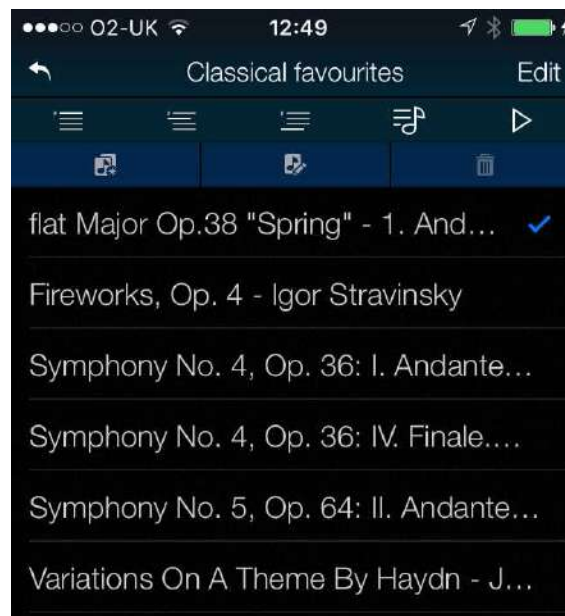 O2-UK 12:49
Classical favourites Edit
flat Major Op.38 "Spring" - 1. And...
Fireworks, Op. 4 - Igor Stravinsky
Symphony No. 4, Op. 36: I. Andante...
Symphony No. 4, Op. 36: IV. Finale....
Symphony No. 5, Op. 64: II. Andante...
Variations On A Theme By Haydn - J...